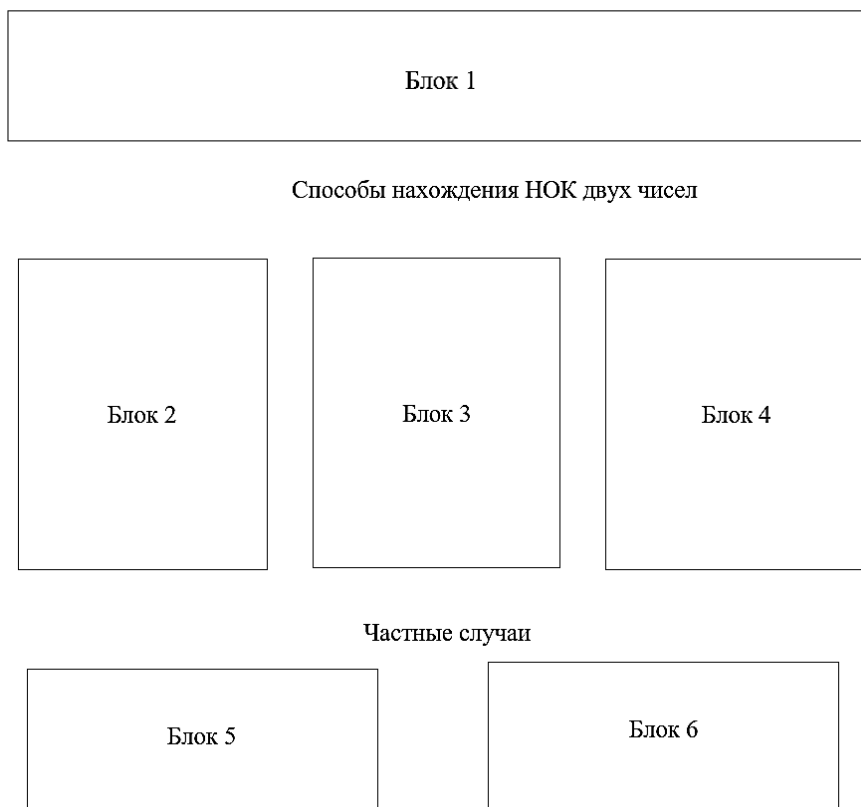 Блок 1
Способы нахождения НОК двух чисел
Блок 2
Блок 3
Блок 4
Частные случаи
Блок 5
Блок 6